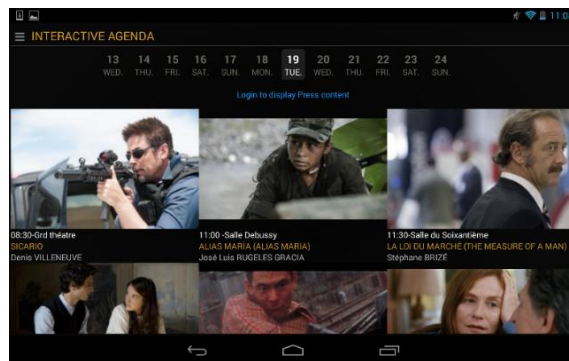 11:0
INTERACTIVE AGENDA
13 14 15 16 17 18 19 20 21 22 23 24
WED. THU. FRI. SAT. SUN. MON. TUE. WED. THU. FRI. SAT. SUN.
Login to display Press content
08:30-Grd théatre
SICARIO
Denis VILLENEUVE
11:00 -Salle Debussy
ALIAS MARÍA (ALIAS MARIA)
José Luis RUGELES GRACIA
11:30-Salle du Soixantième
LA LOI DU MARCHÉ (THE MEASURE OF A MAN)
Stéphane BRIZÉ